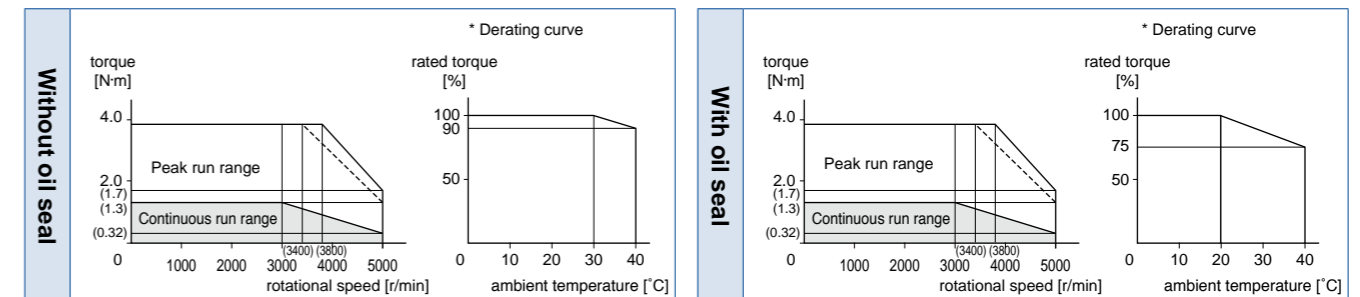 Without oil seal
torque
[N·m]
4.0
2.0
(1.7)
(1.3)
(0.32)
0
Peak run range
Continuous run range
(3400) (3800)
1000 2000 3000 4000 5000
rotational speed [r/min]
* Derating curve
rated torque
[%]
100
90
50
0 10 20 30 40
ambient temperature [˚C]
With oil seal
torque
[N·m]
4.0
2.0
(1.7)
(1.3)
(0.32)
0
Peak run range
Continuous run range
(3400) (3800)
1000 2000 3000 4000 5000
rotational speed [r/min]
* Derating curve
rated torque
[%]
100
75
50
0 10 20 30 40
ambient temperature [˚C]